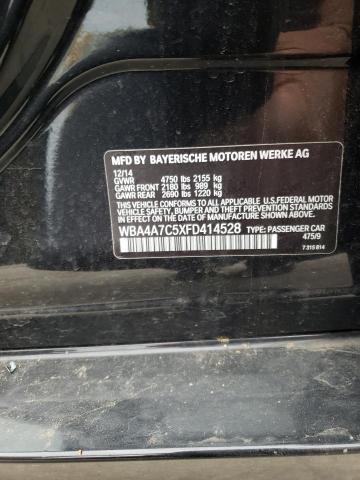 MFD BY BAYERISCHE MOTOREN WERKE AG
12/14
GVWR 4750 lbs 2155 kg
GAWR FRONT 2180 lbs 989 kg
GAWR REAR 2690 lbs 1220 kg
THIS VEHICLE CONFORMS TO ALL APPLICABLE U.S.FEDERAL MOTOR
VEHICLE SAFETY, BUMPER, AND THEFT PREVENTION STANDARDS
IN EFFECT ON THE DATE OF MANUFACTURE SHOWN ABOVE.
WBA4A7C5XFD414528 TYPE: PASSENGER CAR
475/9
7 315 814